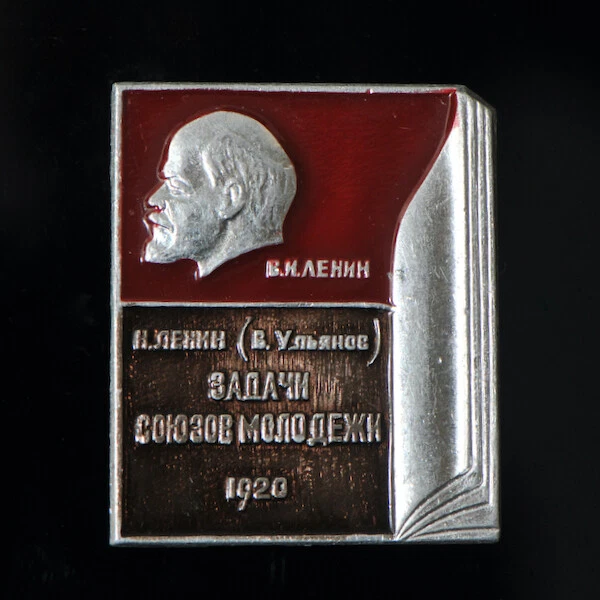 В.И.ЛЕНИН
Н.ЛЕНИН (В. Ульянов)
ЗАДАЧИ
СОЮЗОВ МОЛОДЕЖИ
1920